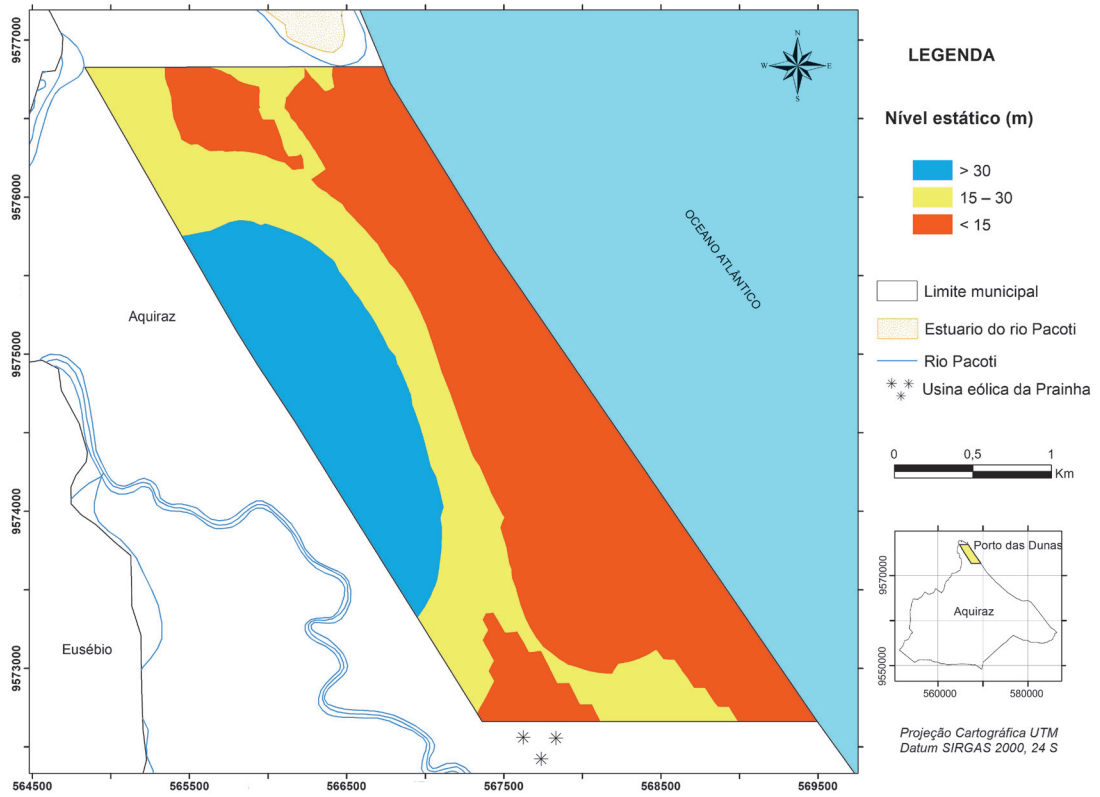 9577000
9576000
9575000
9574000
9573000
564500
565500
566500
567500
568500
569500
Aquiraz
Eusébio
OCEANO ATLÂNTICO
N
W
E
S
LEGENDA
Nível estático (m)
> 30
15 – 30
< 15
Limite municipal
Estuario do rio Pacoti
Rio Pacoti
Usina eólica da Prainha
0 0,5 1
Km
Porto das Dunas
Aquiraz
9570000
9550000
560000 580000
Projeção Cartográfica UTM
Datum SIRGAS 2000, 24 S